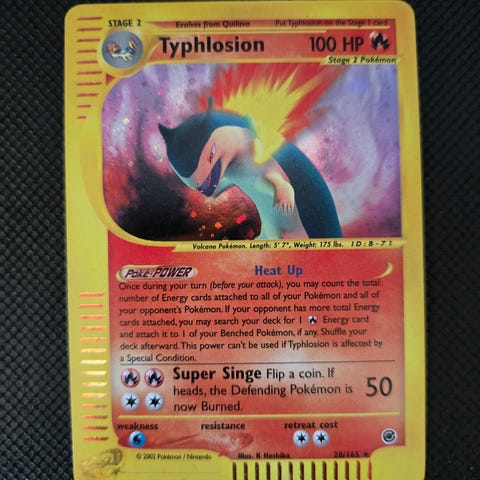 STAGE 2 Evolves from Quilava Put Typhlosion on the Stage 1 card
Typhlosion 100 HP
Stage 2 Pokémon
Volcano Pokémon. Length: 5' 7", Weight: 175 lbs. ID: B - 71
POKé-POWER Heat Up
Once during your turn (before your attack), you may count the total
number of Energy cards attached to all of your Pokémon and all of
your opponent's Pokémon. If your opponent has more total Energy
cards attached, you may search your deck for 1 Energy card
and attach it to 1 of your Benched Pokémon, if any. Shuffle your
deck afterward. This power can't be used if Typhlosion is affected by
a Special Condition.
Super Singe Flip a coin. If
heads, the Defending Pokémon is 50
now Burned.
weakness resistance retreat cost
© 2002 Pokémon / Nintendo Illus. K Hoshiba 28/165